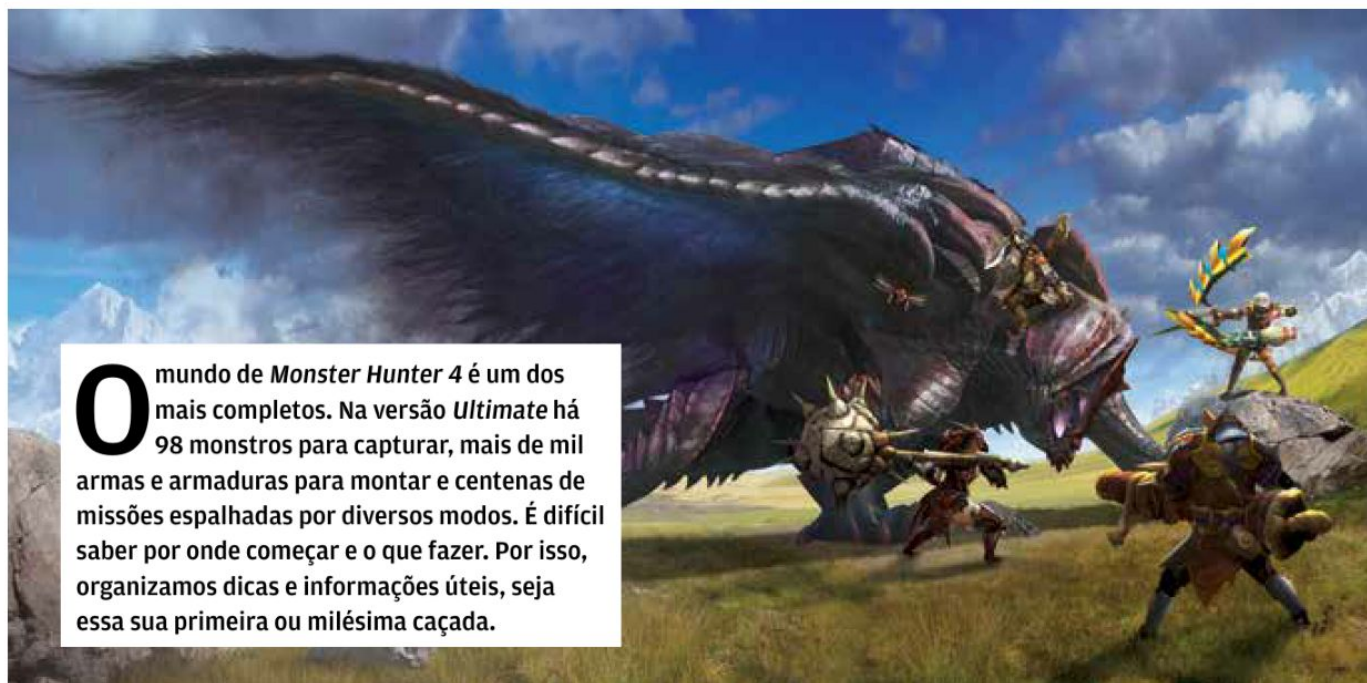 O mundo de Monster Hunter 4 é um dos
mais completos. Na versão Ultimate há
98 monstros para capturar, mais de mil
armas e armaduras para montar e centenas de
missões espalhadas por diversos modos. É difícil
saber por onde começar e o que fazer. Por isso,
organizamos dicas e informações úteis, seja
essa sua primeira ou milésima caçada.